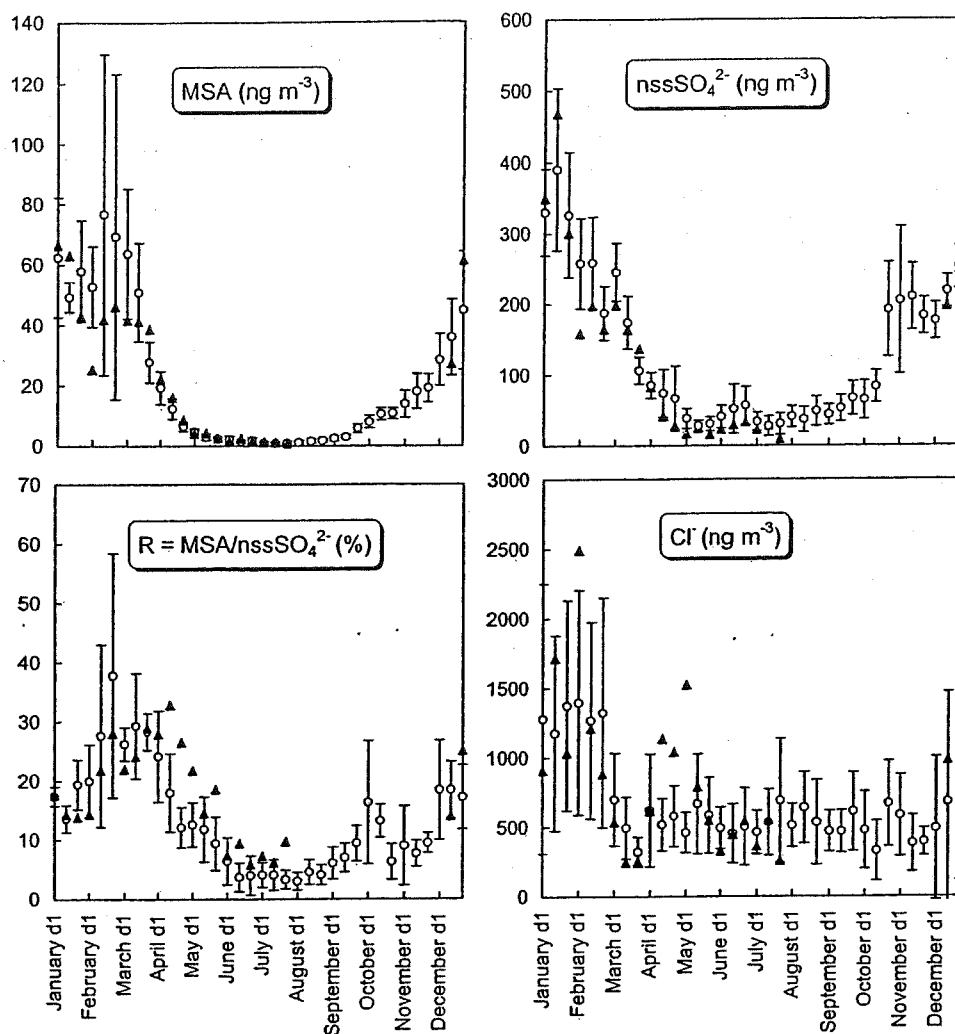 140
120
100
80
60
40
20
0
MSA (ng m⁻³)
600
500
400
300
200
100
0
nssSO₄²⁻ (ng m⁻³)
70
60
50
40
30
20
10
0
R = MSA/nssSO₄²⁻ (%)
January d1
February d1
March d1
April d1
May d1
June d1
July d1
August d1
September d1
October d1
November d1
December d1
3000
2500
2000
1500
1000
500
0
Cl⁻ (ng m⁻³)
January d1
February d1
March d1
April d1
May d1
June d1
July d1
August d1
September d1
October d1
November d1
December d1